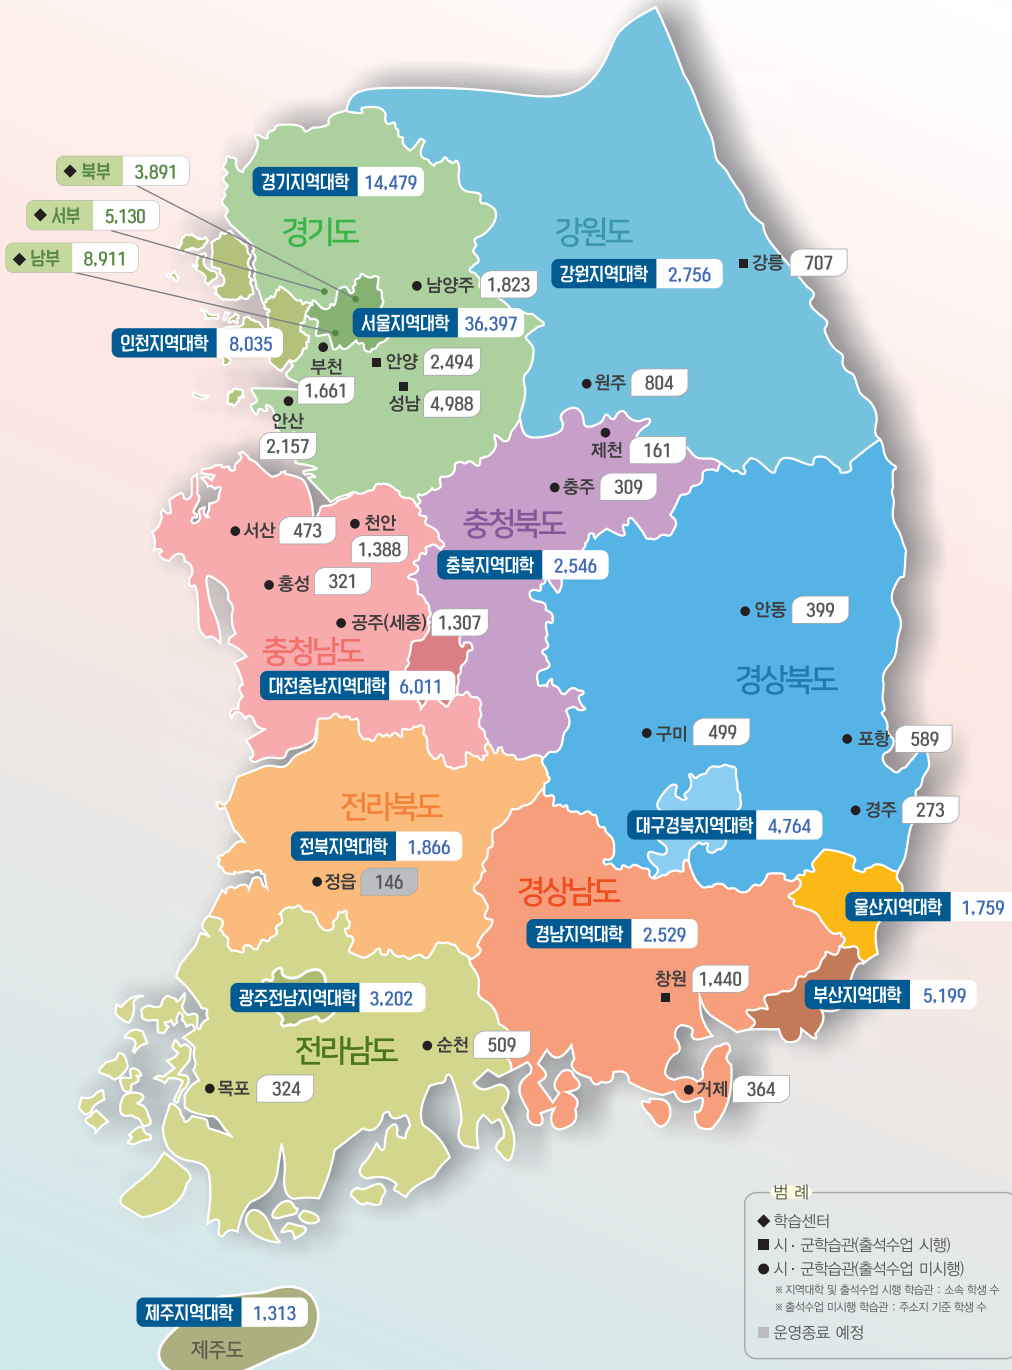 북부 3,891
서부 5,130
남부 8,911
경기지역대학 14,479
경기도
강원도
강원지역대학 2,756
강릉 707
남양주 1,823
서울지역대학 36,397
인천지역대학 8,035
부천
1,661
안양 2,494
성남 4,988
안산
2,157
원주 804
제천 161
충주 309
충청북도
충북지역대학 2,546
서산 473
천안
1,388
홍성 321
공주(세종) 1,307
충청남도
대전충남지역대학 6,011
안동 399
경상북도
구미 499
포항 589
경주 273
대구경북지역대학 4,764
전라북도
전북지역대학 1,866
정읍 146
경상남도
경남지역대학 2,529
창원 1,440
울산지역대학 1,759
부산지역대학 5,199
광주전남지역대학 3,202
전라남도
순천 509
목포 324
거제 364
제주지역대학 1,313
제주도
범 례
학습센터
시· 군학습관(출석수업 시행)
시· 군학습관(출석수업 미시행)
※ 지역대학 및 출석수업 시행 학습관 : 소속 학생 수
※ 출석수업 미시행 학습관 : 주소지 기준 학생 수
운영종료 예정